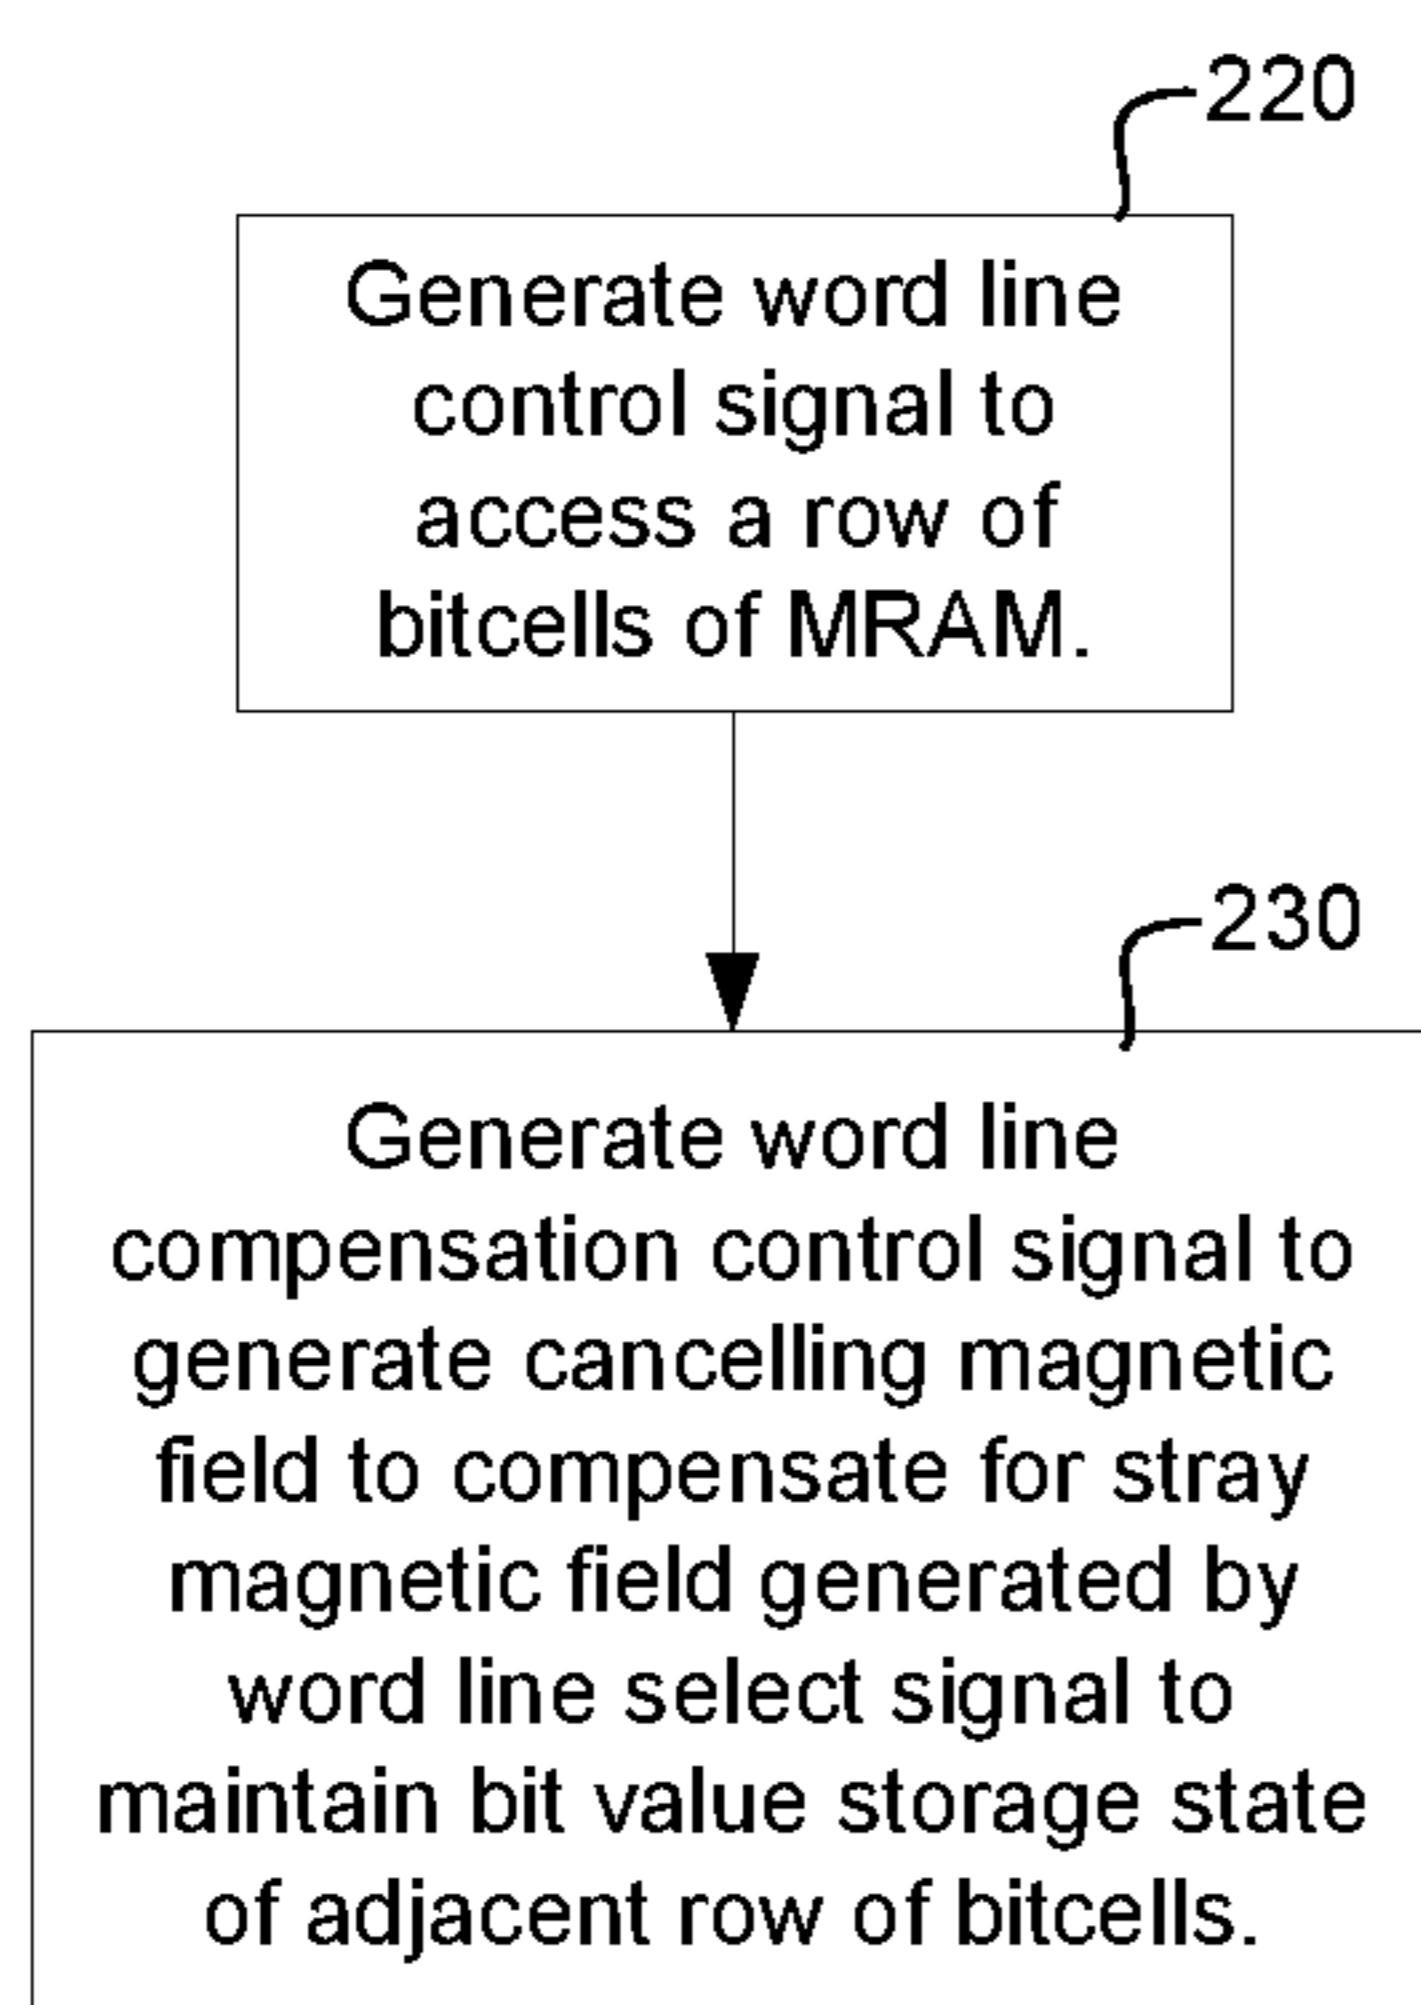 220
Generate word line
control signal to
access a row of
bitcells of MRAM.
230
Generate word line
compensation control signal to
generate cancelling magnetic
field to compensate for stray
magnetic field generated by
word line select signal to
maintain bit value storage state
of adjacent row of bitcells.